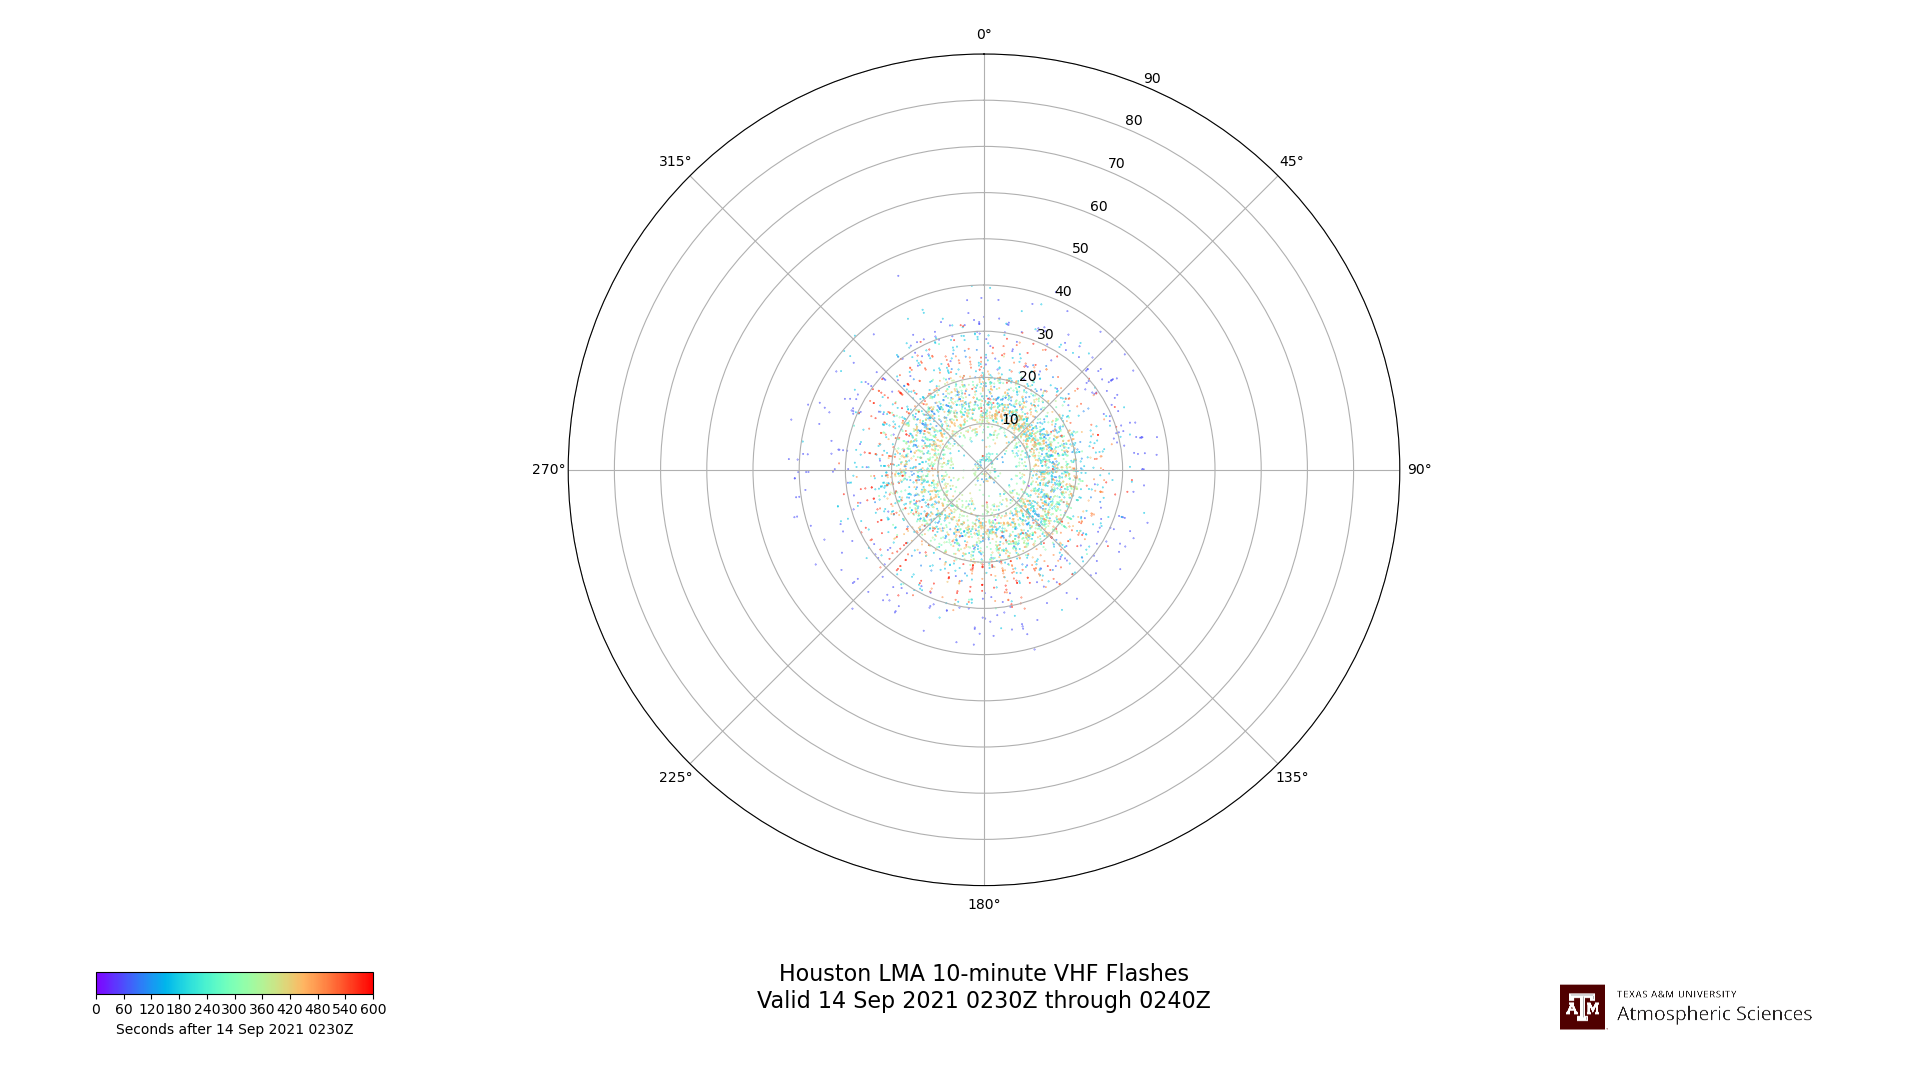 0°
90
80
315°
45°
70
60
50
40
30
20
10
270°
90°
225°
135°
180°
Houston LMA 10-minute VHF Flashes
Valid 14 Sep 2021 0230Z through 0240Z
0 60 120 180 240 300 360 420 480 540 600
Seconds after 14 Sep 2021 0230Z
ATM
TEXAS A&M UNIVERSITY
Atmospheric Sciences